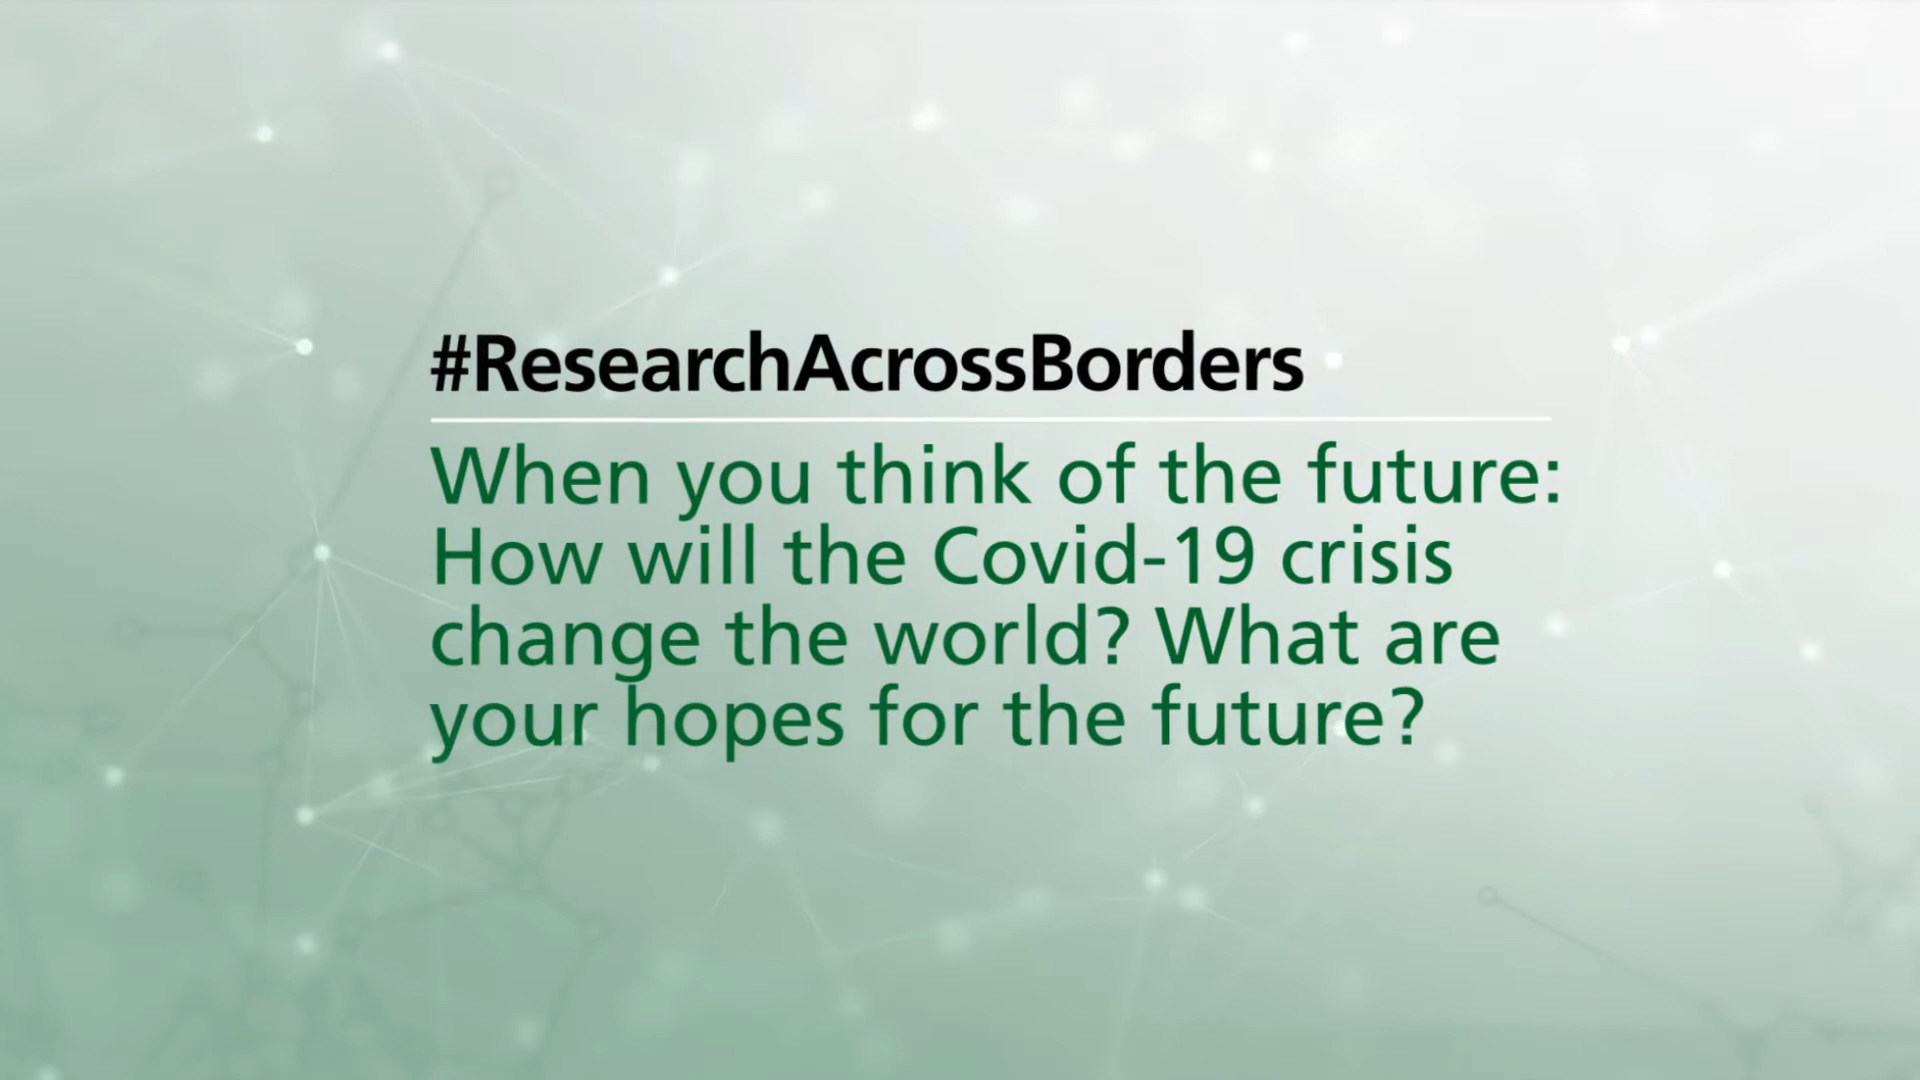 #ResearchAcrossBorders
When you think of the future:
How will the Covid-19 crisis
change the world? What are
your hopes for the future?